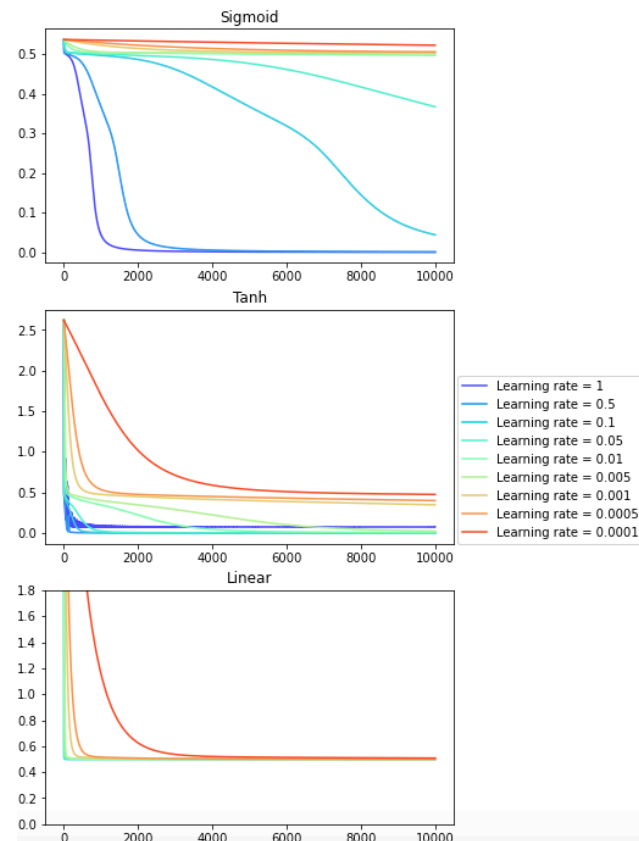 Sigmoid
0.5
0.4
0.3
0.2
0.1
0.0
0 2000 4000 6000 8000 10000
Tanh
2.5
2.0
1.5
1.0
0.5
0.0
0 2000 4000 6000 8000 10000
Learning rate = 1
Learning rate = 0.5
Learning rate = 0.1
Learning rate = 0.05
Learning rate = 0.01
Learning rate = 0.005
Learning rate = 0.001
Learning rate = 0.0005
Learning rate = 0.0001
Linear
1.8
1.6
1.4
1.2
1.0
0.8
0.6
0.4
0.2
0.0
0 2000 4000 6000 8000 10000